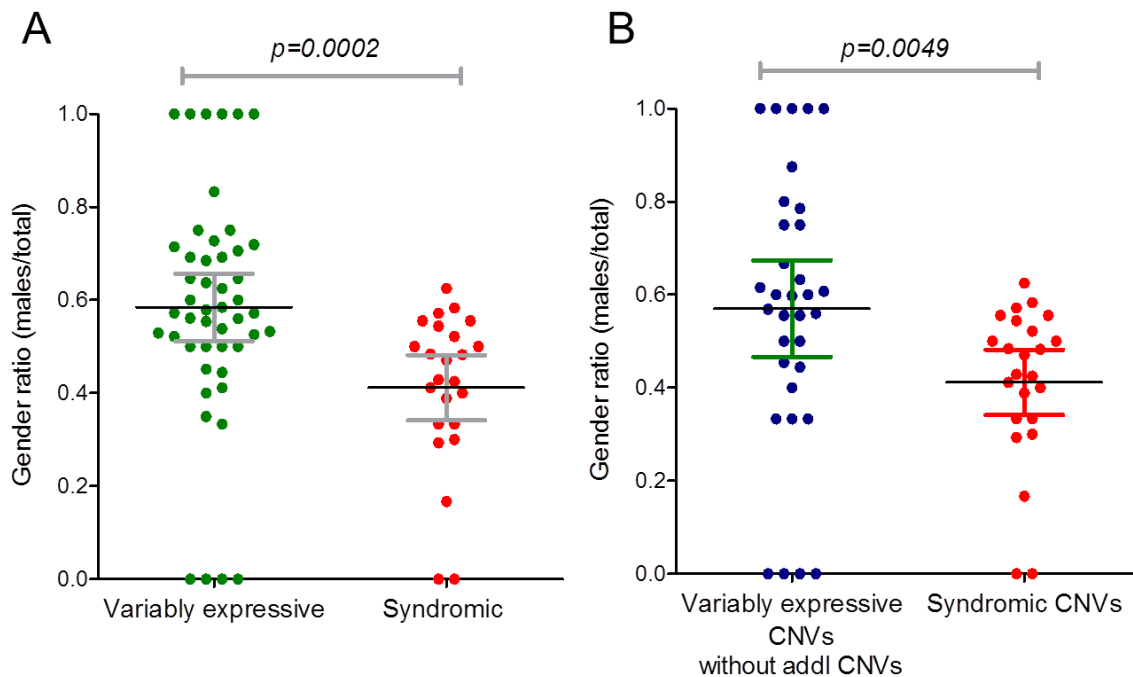 A
p=0.0002
Gender ratio (males/total)
1.0
0.8
0.6
0.4
0.2
0.0
Variably expressive
Syndromic
B
p=0.0049
Gender ratio (males/total)
1.0
0.8
0.6
0.4
0.2
0.0
Variably expressive
CNVs
without addl CNVs
Syndromic CNVs